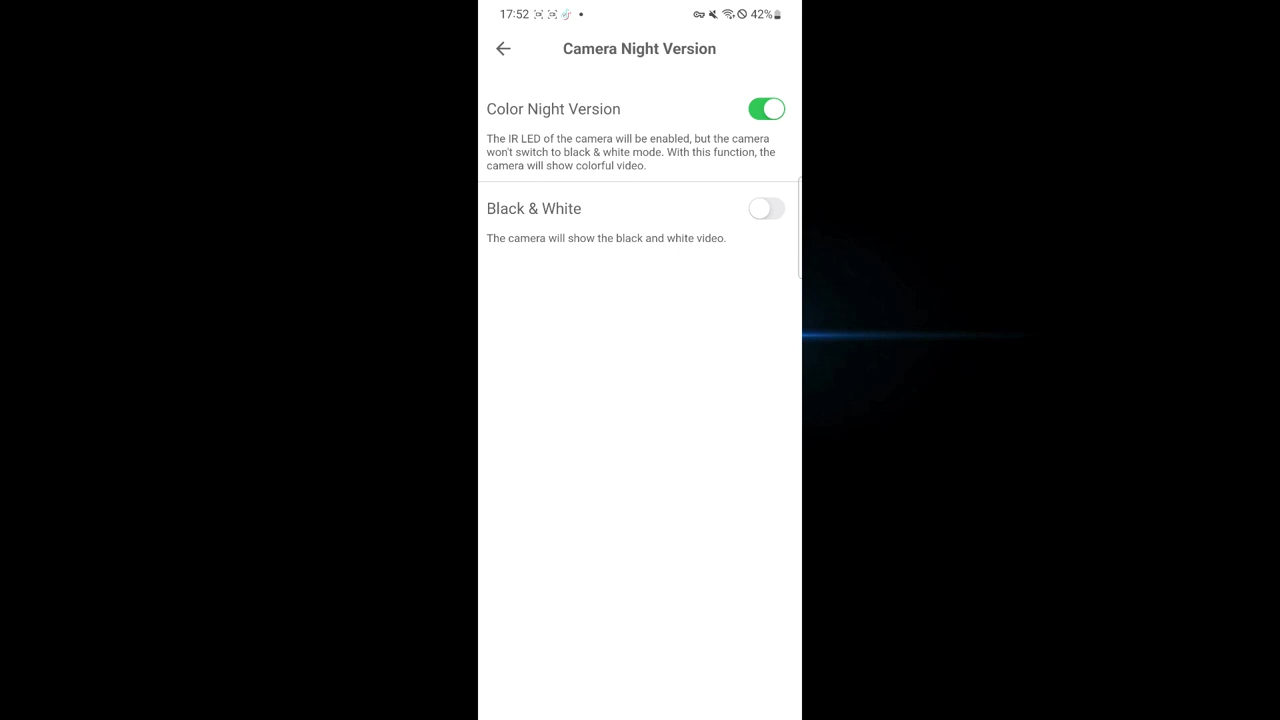 17:52 42%
Camera Night Version
Color Night Version
The IR LED of the camera will be enabled, but the camera
won't switch to black & white mode. With this function, the
camera will show colorful video.
Black & White
The camera will show the black and white video.